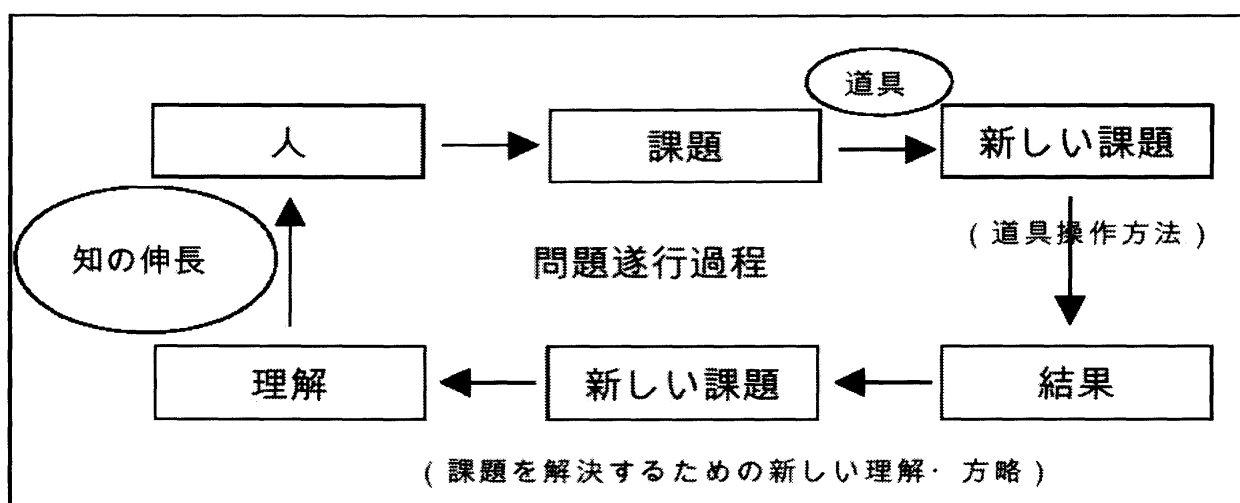 道具
人
課題
新しい課題
(道具操作方法)
知の伸長
問題遂行過程
理解
新しい課題
結果
(課題を解決するための新しい理解・方略)